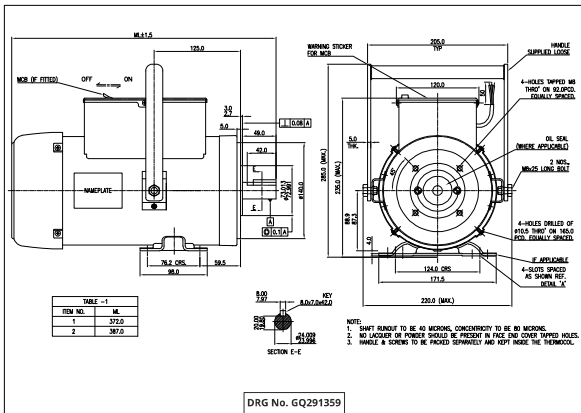 ML±1,5
125.0
MCB (IF FITTED)
OFF
ON
3.0
2.7
5.0
⊥ 0.08 A
49.0
42.0
NAMEPLATE
E
A
0.1 A
ø140.0
76.2 CRS.
59.5
98.0
TABLE -1
ITEM NO. ML
1 372.0
2 387.0
8.00
7.97
KEY
8.0x7.0x42.0
24.009
23.996
SECTION E-E
205.0
TYP
WARNING STICKER
FOR MCB
HANDLE
SUPPLIED LOOSE
120.0
50
4-HOLES TAPPED M8
THRO' ON 92.0PCD.
EQUALLY SPACED.
5.0
THK.
285.0 (MAX.)
235.0 (MAX.)
OIL SEAL
(WHERE APPLICABLE)
2 NOS.,
M8x25 LONG BOLT
88.9
87.3
4.0
4-HOLES DRILLED OF
ø10.5 THRO' ON 165.0
PCD. EQUALLY SPACED.
IF APPLICABLE
124.0 CRS
171.5
220.0 (MAX.)
4-SLOTS SPACED
AS SHOWN REF.
DETAIL 'A'
NOTE:
1. SHAFT RUNOUT TO BE 40 MICRONS, CONCENTRICITY TO BE 80 MICRONS.
2. NO LACQUER OR POWDER SHOULD BE PRESENT IN FACE END COVER TAPPED HOLES.
3. HANDLE & SCREWS TO BE PACKED SEPARATELY AND KEPT INSIDE THE THERMOCOL.
DRG No. GQ291359